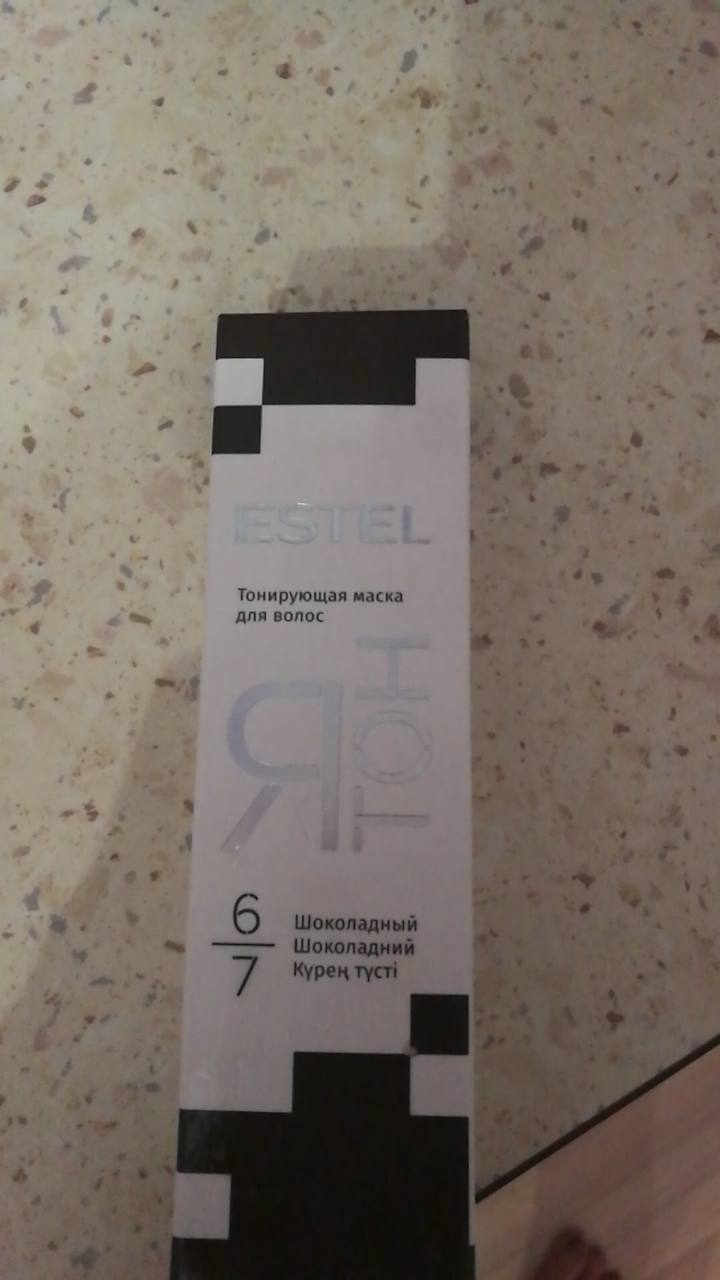 ESTEL
Тонирующая маска
для волос
Я
ТОН
6
7
Шоколадный
Шоколадний
Күрең түсті